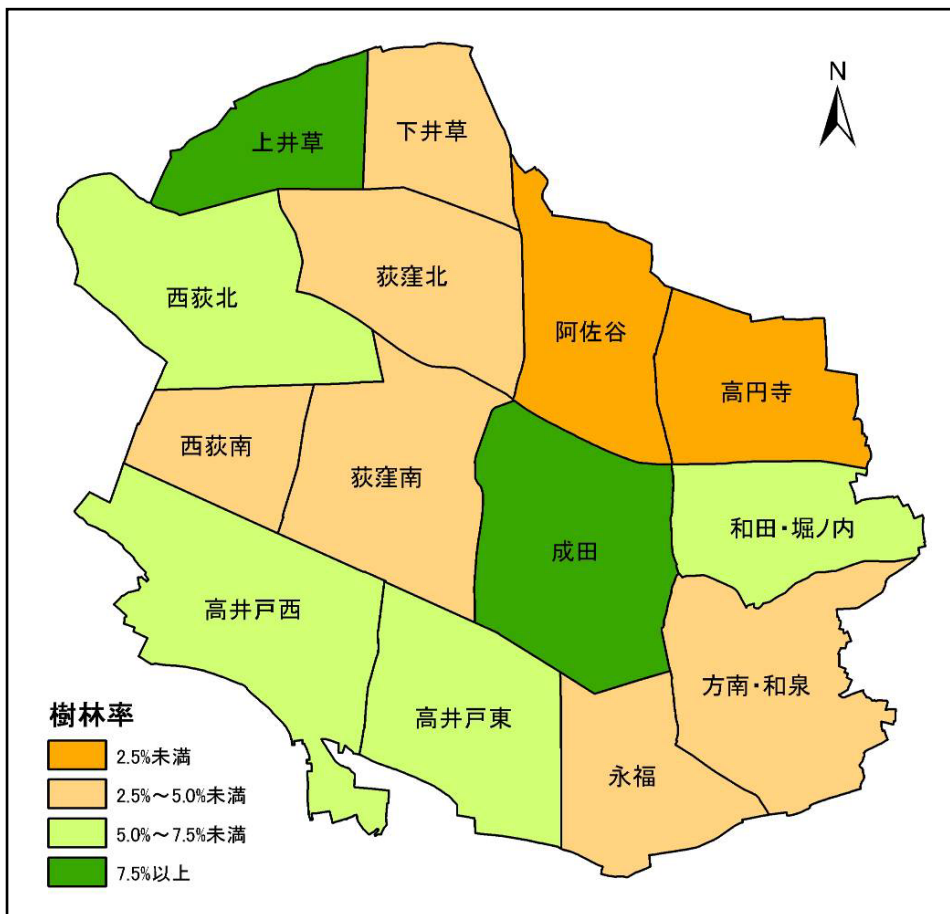 N
上井草
下井草
荻窪北
西荻北
阿佐谷
高円寺
西荻南
荻窪南
和田・堀ノ内
成田
高井戸西
方南・和泉
高井戸東
永福
樹林率
2.5%未満
2.5%～5.0%未満
5.0%～7.5%未満
7.5%以上